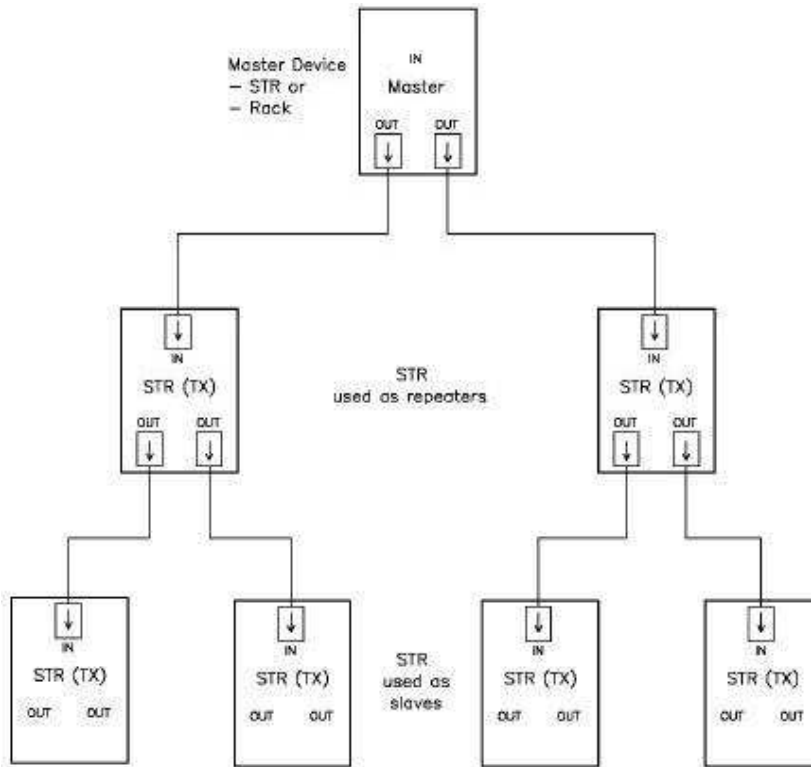 IN
Master Device
– STR or
– Rack
Master
OUT OUT
IN IN
STR (TX) STR used as repeaters STR (TX)
OUT OUT OUT OUT
IN IN IN IN
STR (TX) STR (TX) STR used as slaves STR (TX) STR (TX)
OUT OUT OUT OUT OUT OUT OUT OUT